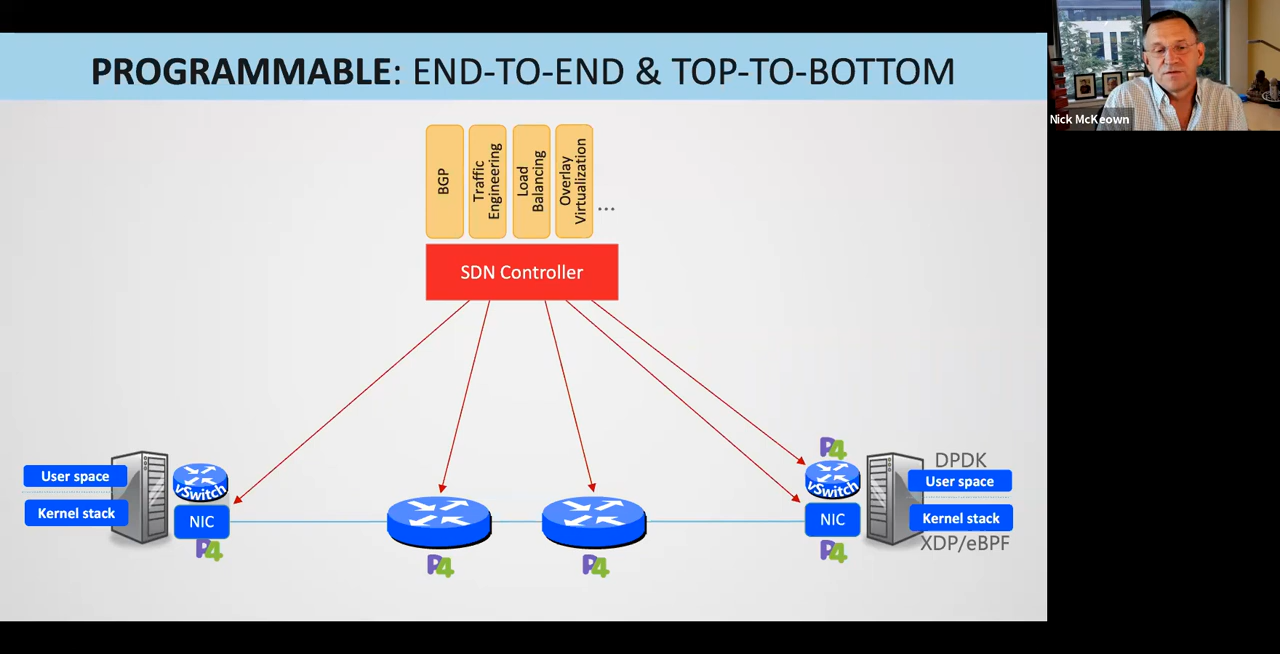 PROGRAMMABLE: END-TO-END & TOP-TO-BOTTOM
Nick McKeown
BGP
Traffic
Engineering
Load
Balancing
Overlay
Virtualization
...
SDN Controller
User space
Kernel stack
vSwitch
NIC
P4
P4
P4
P4
vSwitch
NIC
P4
DPDK
User space
Kernel stack
XDP/eBPF